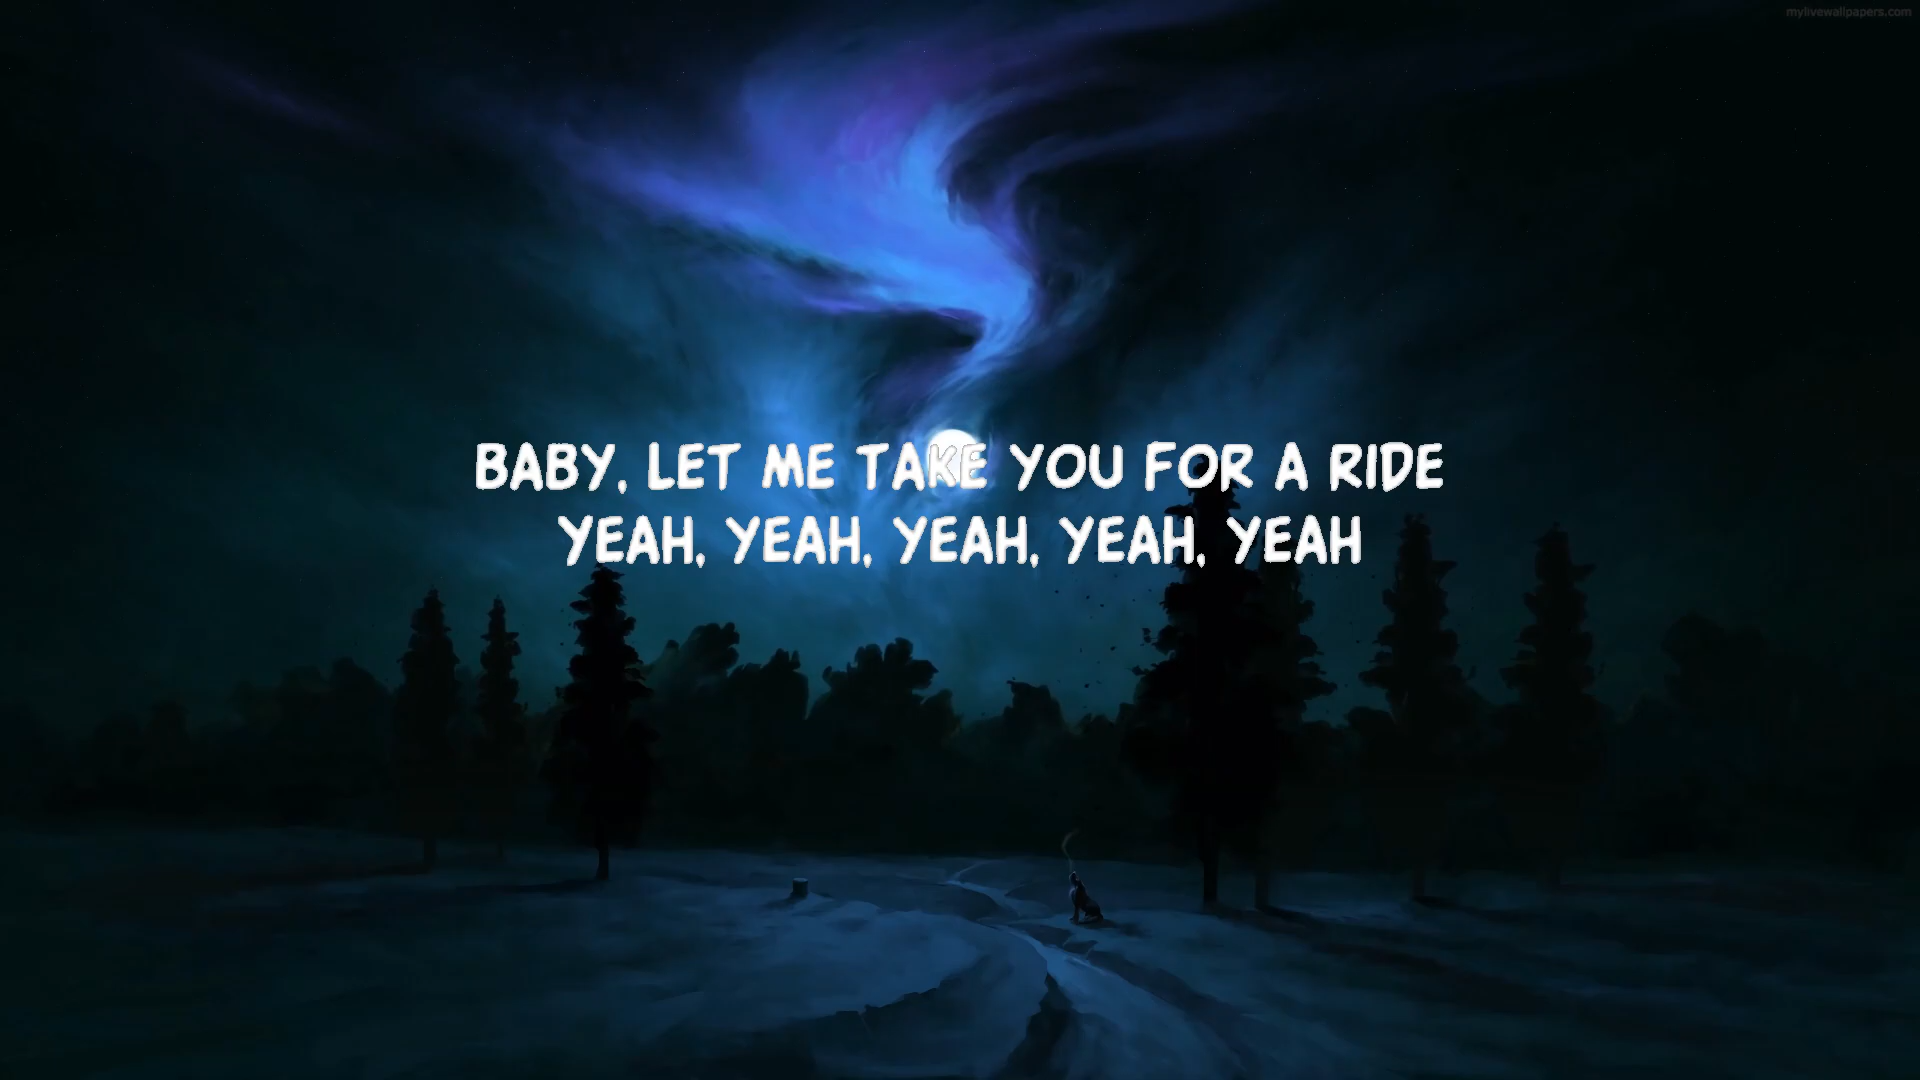 mylivewallpapers.com
BABY, LET ME TAKE YOU FOR A RIDE
YEAH, YEAH, YEAH, YEAH, YEAH